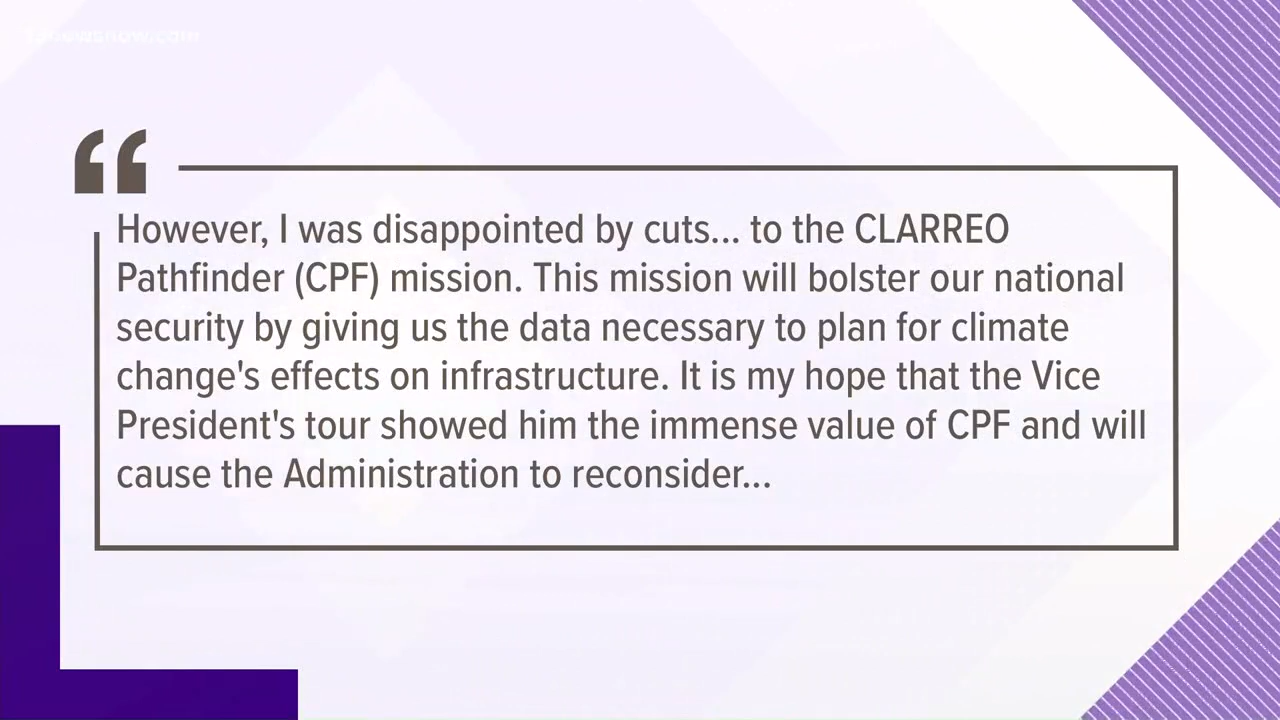 “
However, I was disappointed by cuts... to the CLARREO
Pathfinder (CPF) mission. This mission will bolster our national
security by giving us the data necessary to plan for climate
change's effects on infrastructure. It is my hope that the Vice
President's tour showed him the immense value of CPF and will
cause the Administration to reconsider...